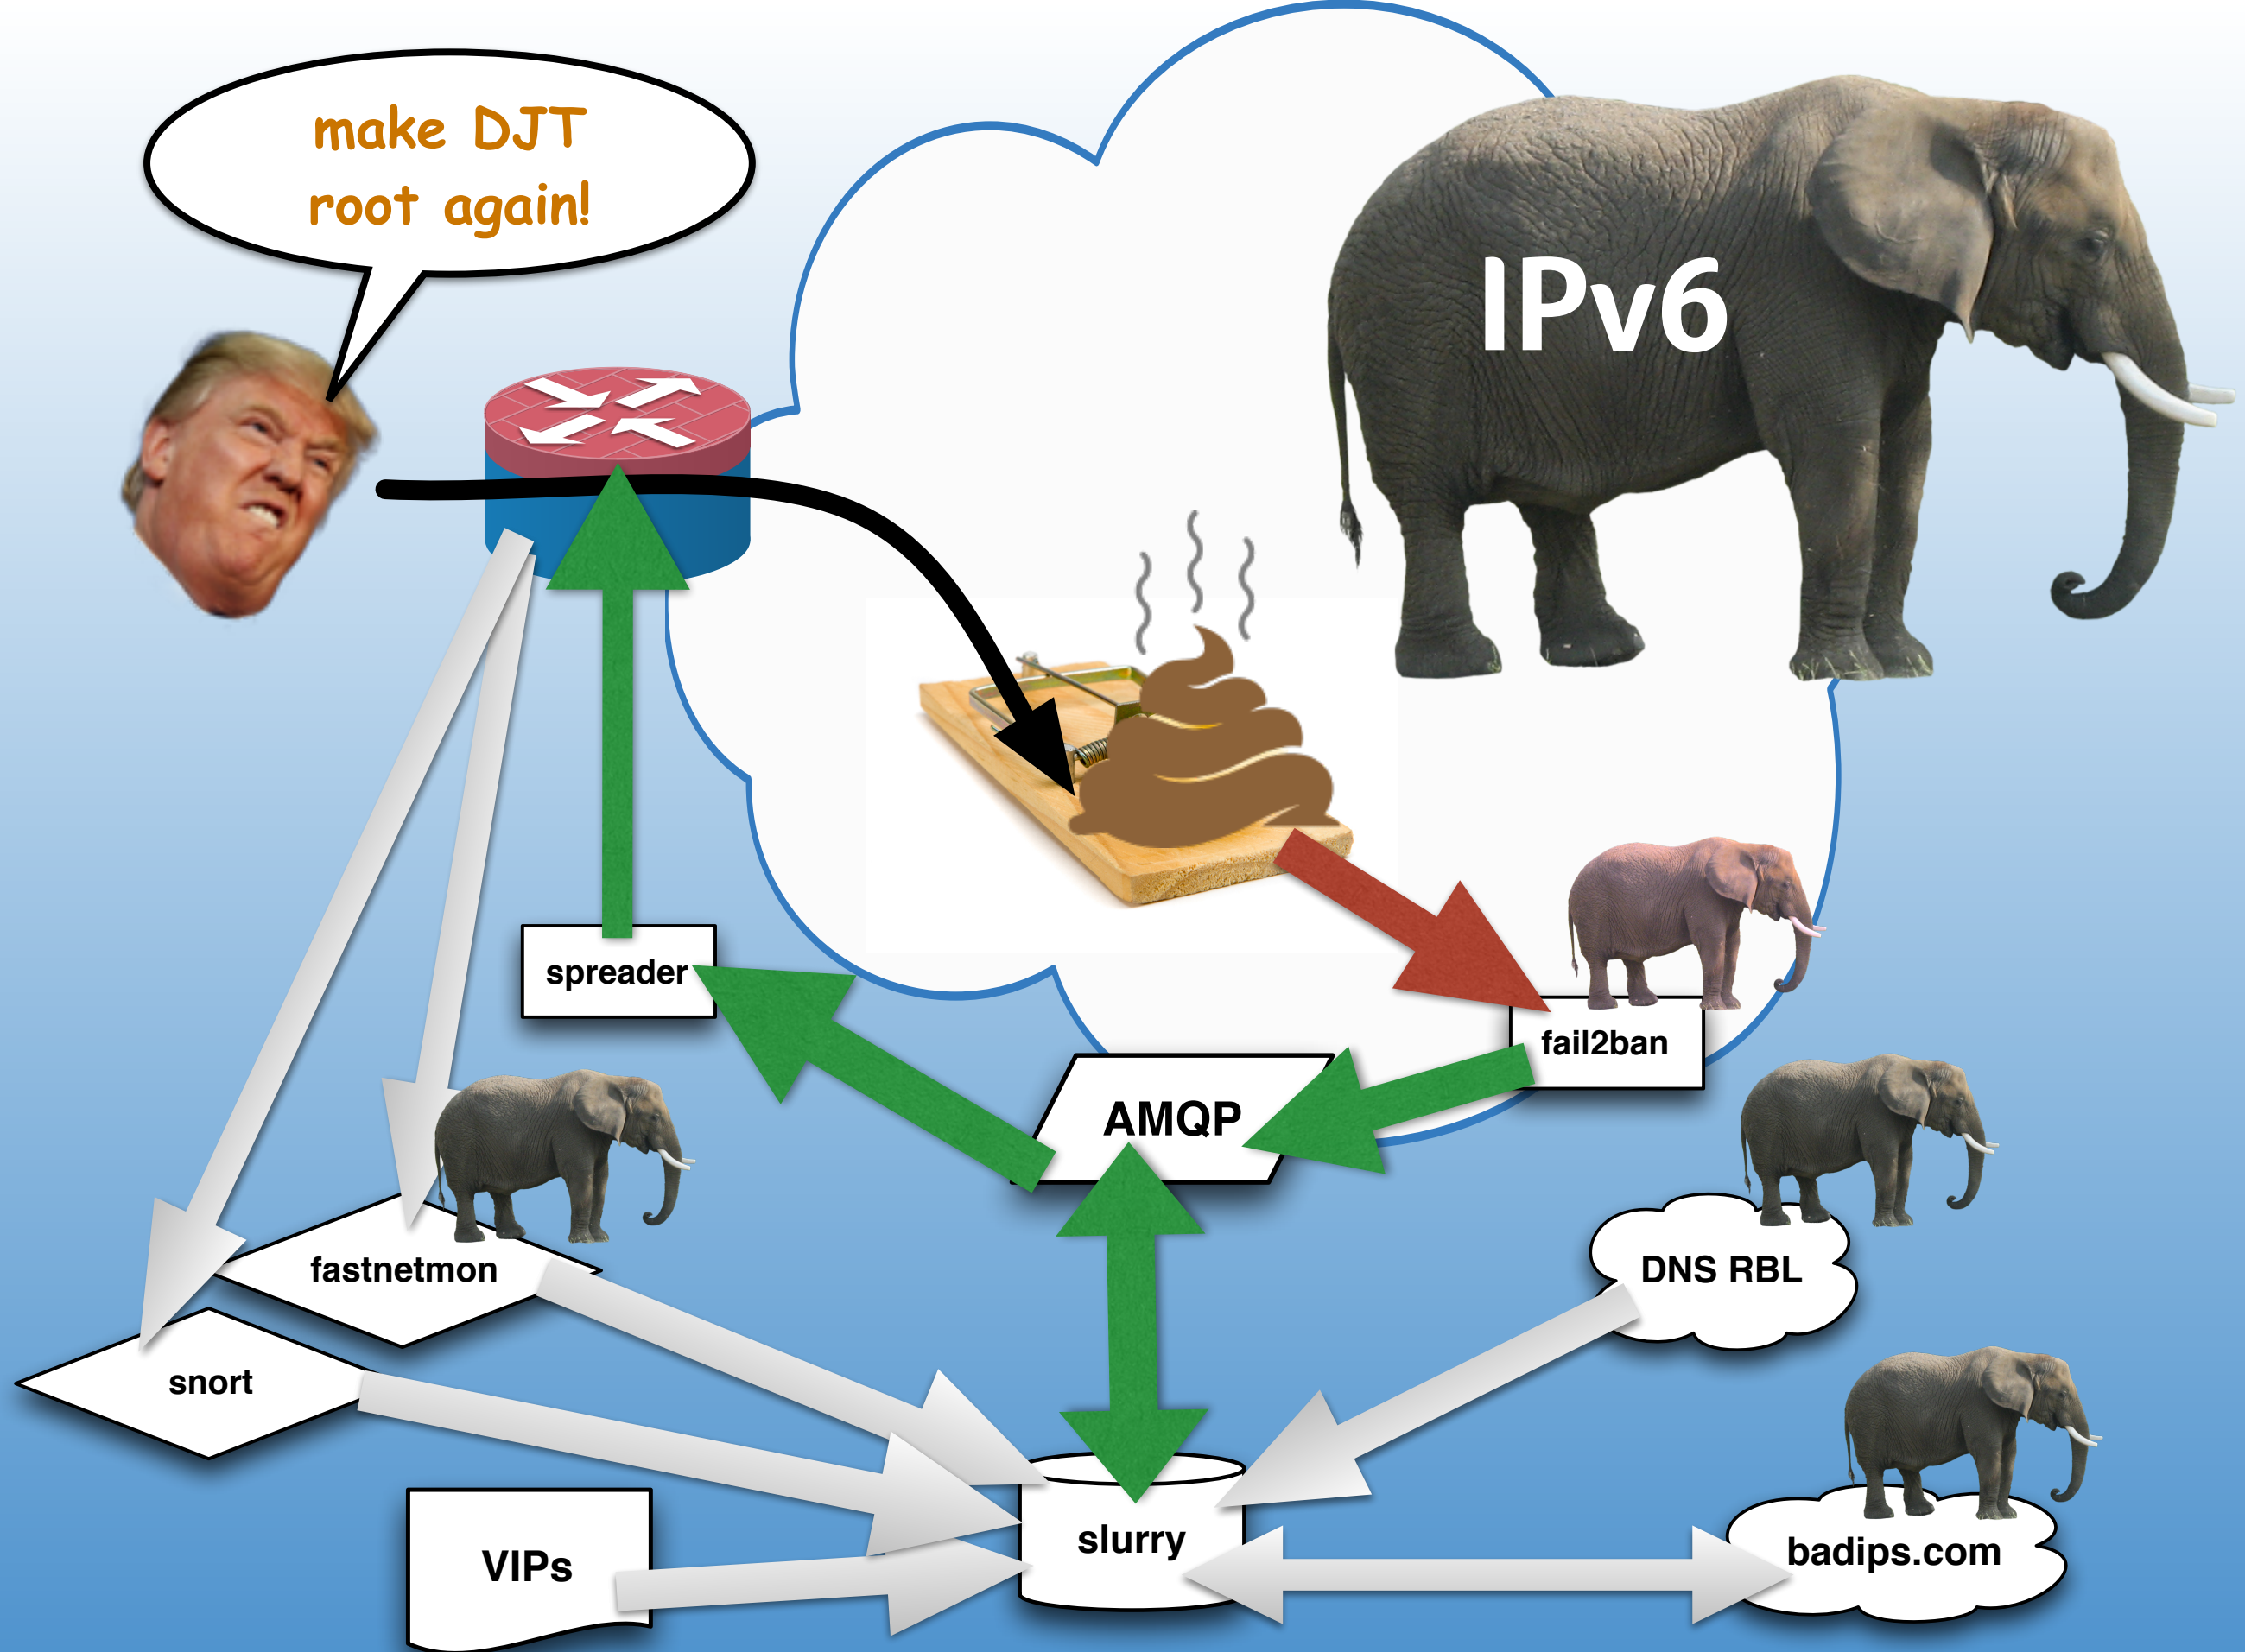 make DJT
root again!
IPv6
spreader
fail2ban
AMQP
fastnetmon
DNS RBL
snort
slurry
VIPs
badips.com